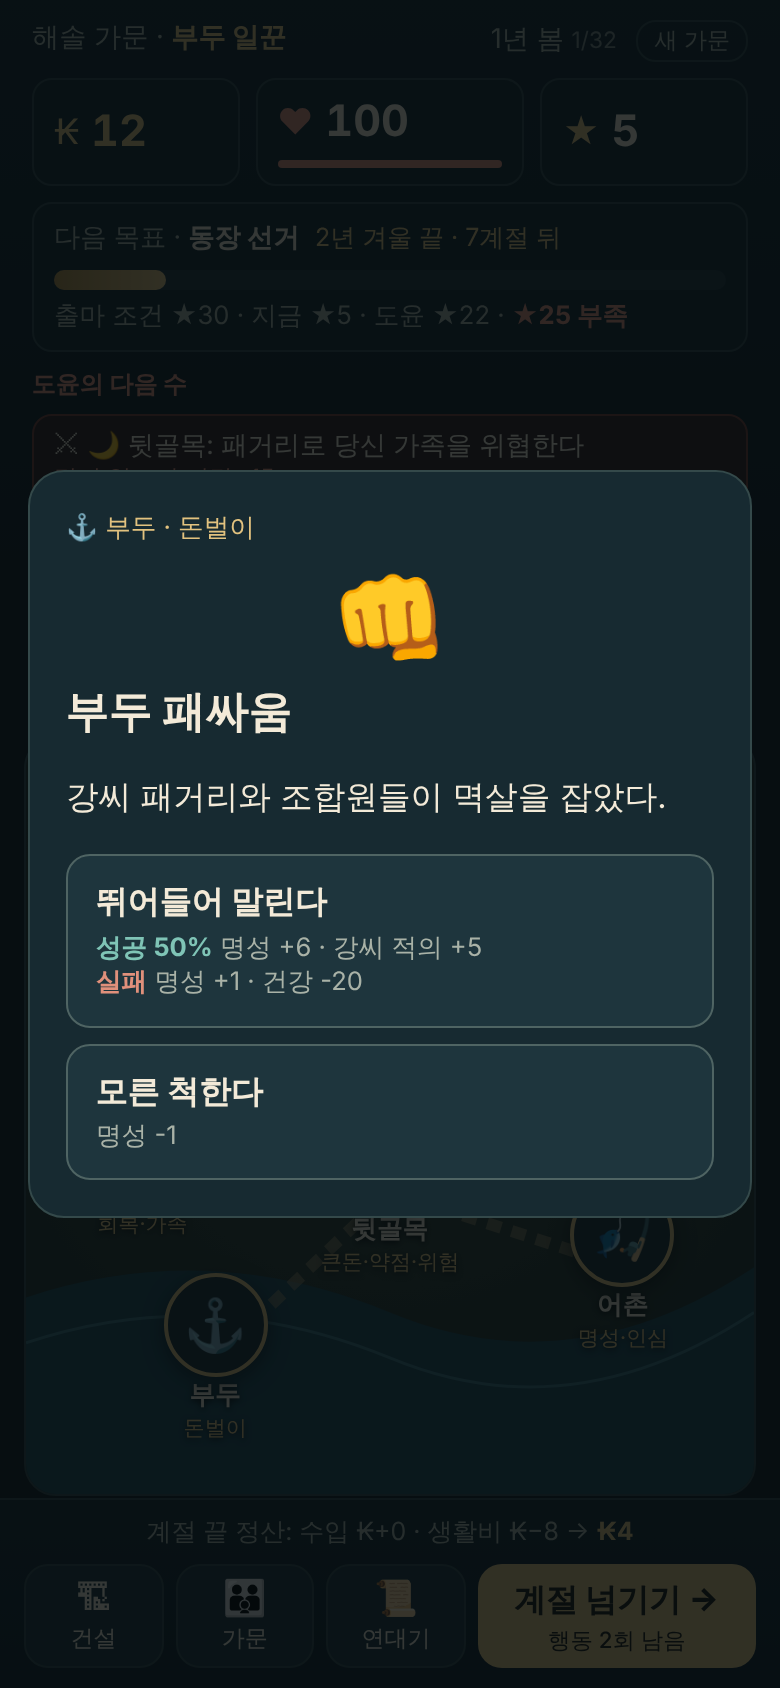 해솔 가문 · 부두 일꾼
1년 봄 1/32
새 가문
₭ 12
♥ 100
★ 5
다음 목표 · 동장 선거 2년 겨울 끝 · 7계절 뒤
출마 조건 ★30 · 지금 ★5 · 도윤 ★22 · ★25 부족
도윤의 다음 수
⚔ 🌙 뒷골목: 패거리로 당신 가족을 위협한다
⚓ 부두 · 돈벌이
부두 패싸움
강씨 패거리와 조합원들이 멱살을 잡았다.
뛰어들어 말린다
성공 50% 명성 +6 · 강씨 적의 +5
실패 명성 +1 · 건강 -20
모른 척한다
명성 -1
회복·가족
뒷골목
큰돈·약점·위험
어촌
명성·인심
부두
돈벌이
계절 끝 정산: 수입 ₭+0 · 생활비 ₭−8 → ₭4
건설
가문
연대기
계절 넘기기 →
행동 2회 남음